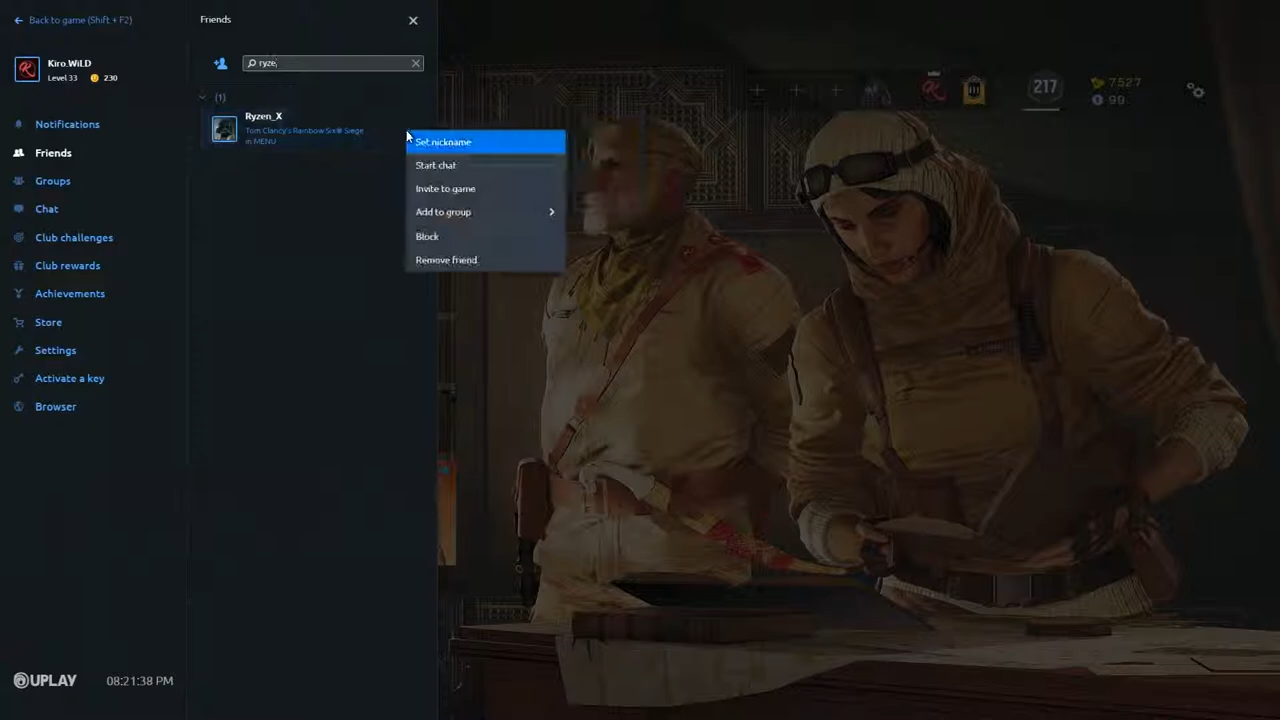 Back to game (Shift + F2)
Friends
Kiro.WiLD
Level 33
230
ryze
(1)
Ryzen_X
Tom Clancy's Rainbow Six® Siege
in MENU
Set nickname
Start chat
Invite to game
Add to group
Block
Remove friend
Notifications
Friends
Groups
Chat
Club challenges
Club rewards
Achievements
Store
Settings
Activate a key
Browser
217
7527
99
UPLAY
08:21:38 PM